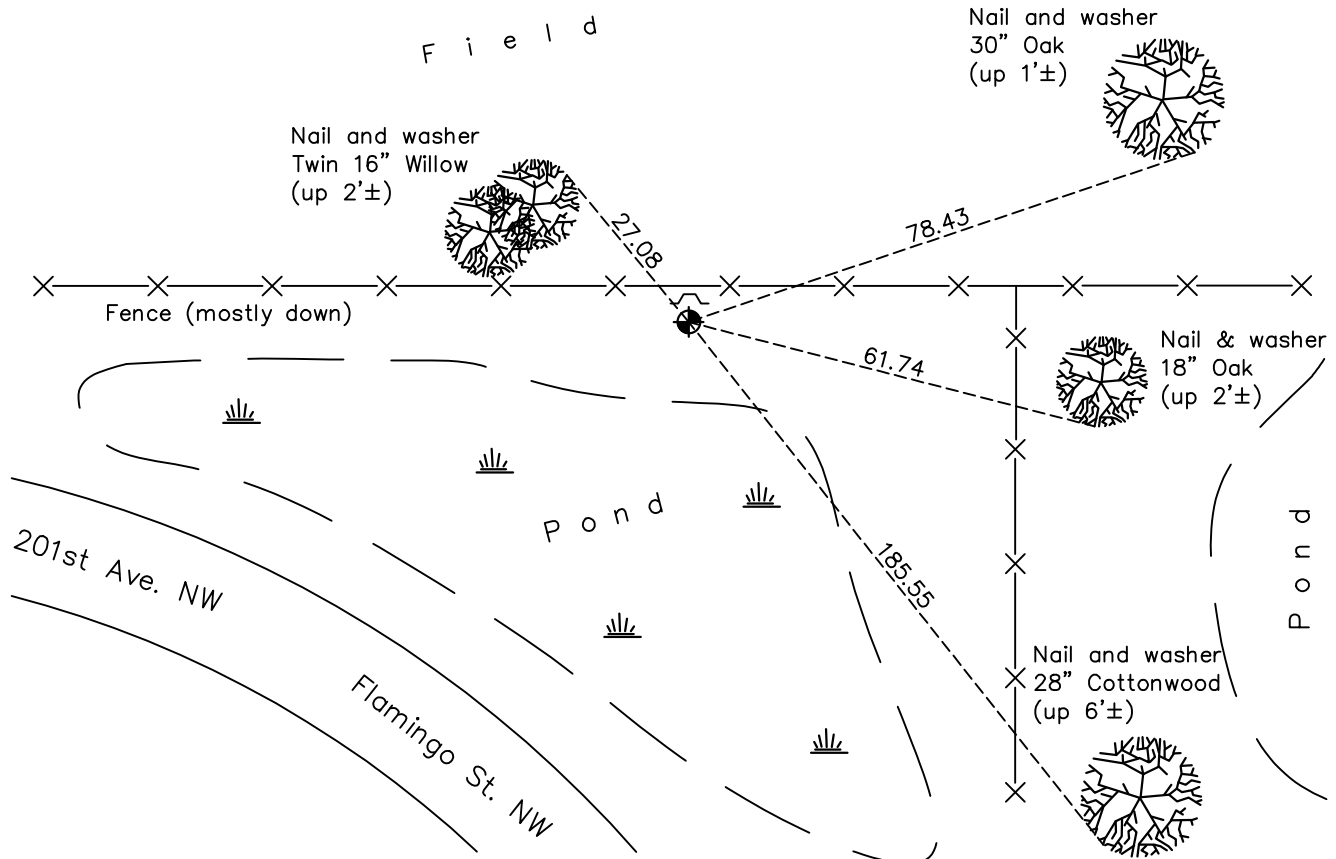 Field
Nail and washer
30” Oak
(up 1’±)
Nail and washer
Twin 16” Willow
(up 2’±)
27.08
78.43
Fence (mostly down)
61.74
Nail & washer
18” Oak
(up 2’±)
Pond
Pond
185.55
201st Ave. NW
Flamingo St. NW
Nail and washer
28” Cottonwood
(up 6’±)